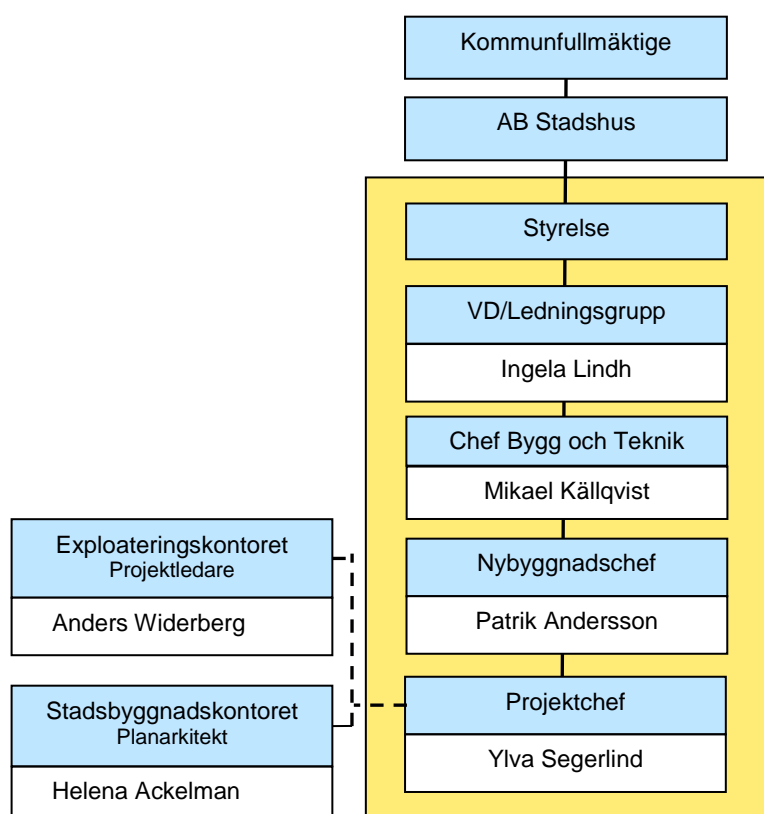 Kommunfullmäktige
AB Stadshus
Styrelse
VD/Ledningsgrupp
Ingela Lindh
Chef Bygg och Teknik
Mikael Källqvist
Exploateringskontoret
Projektledare
Anders Widerberg
Nybyggnadschef
Patrik Andersson
Stadsbyggnadskontoret
Planarkitekt
Helena Ackelman
Projektchef
Ylva Segerlind